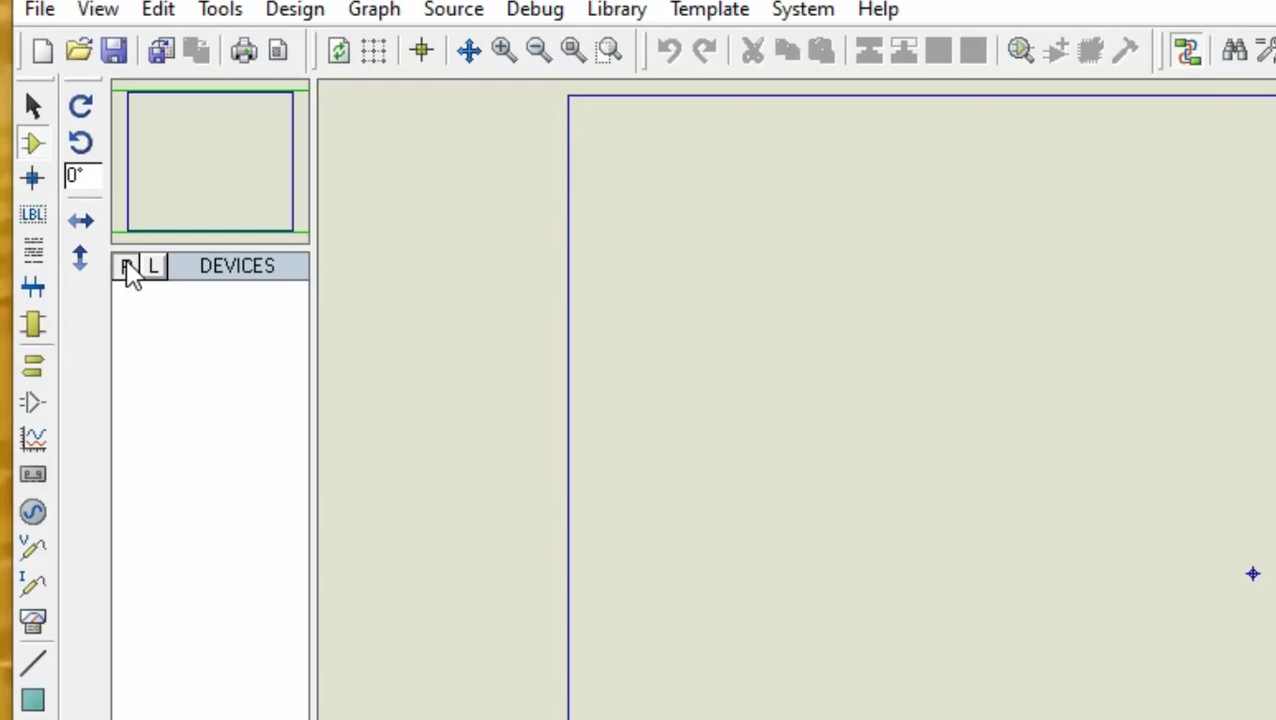 File View Edit Tools Design Graph Source Debug Library Template System Help
0°
L DEVICES
LBL
V
I